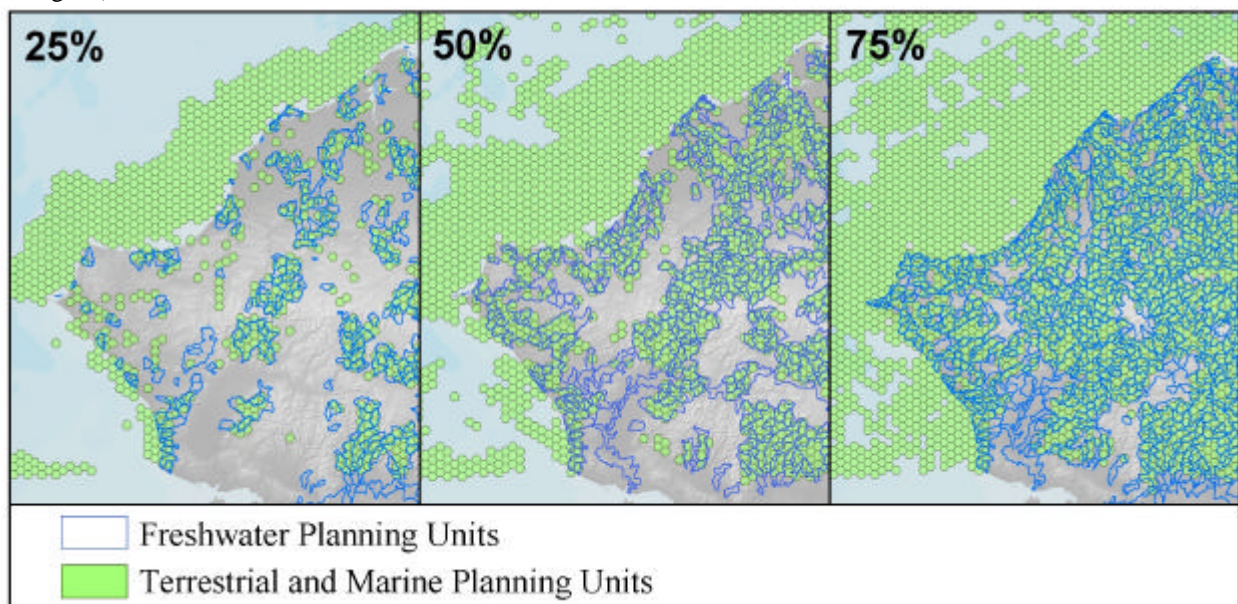 25%
50%
75%
Freshwater Planning Units
Terrestrial and Marine Planning Units